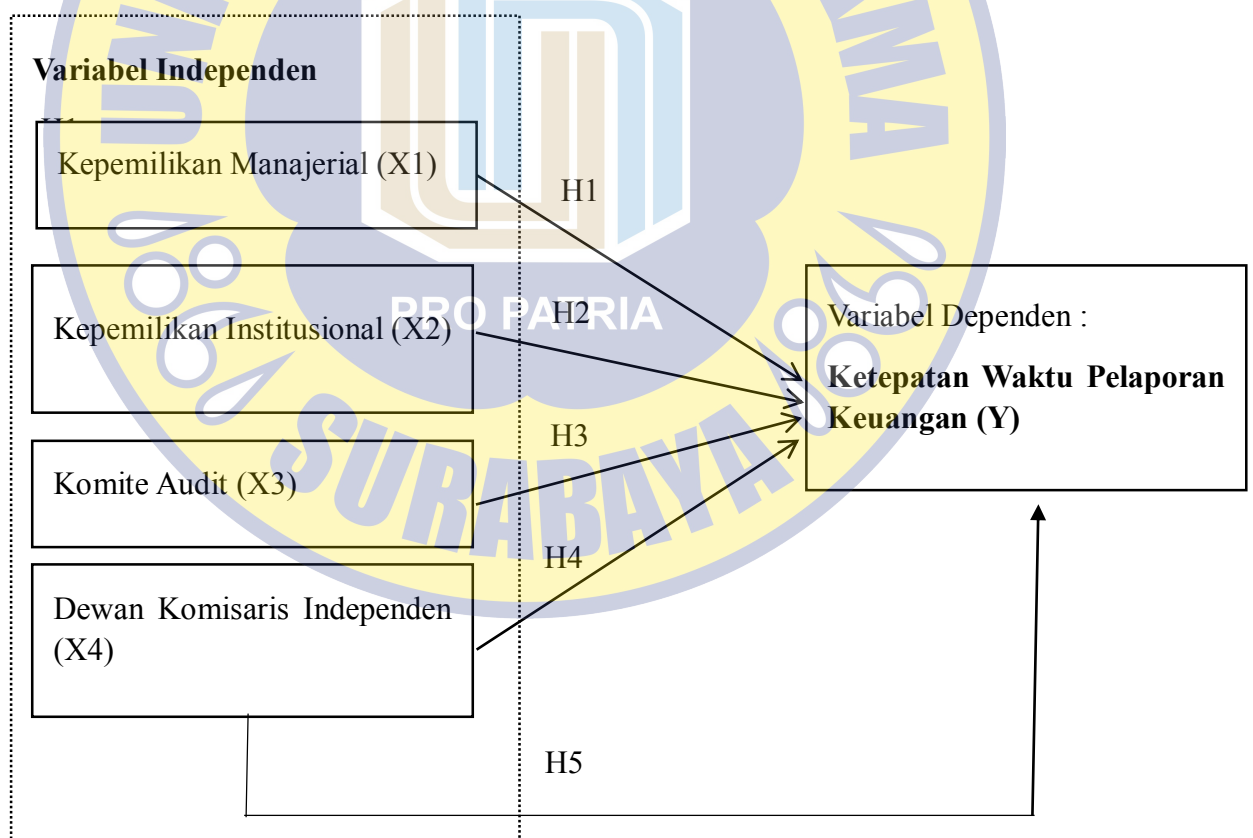 Variabel Independen
Kepemilikan Manajerial (X1)
H1
Kepemilikan Institusional (X2)
H2
PRO PATRIA
Variabel Dependen :
Ketepatan Waktu Pelaporan
Keuangan (Y)
H3
Komite Audit (X3)
SURABAYA
H4
Dewan Komisaris Independen
(X4)
H5